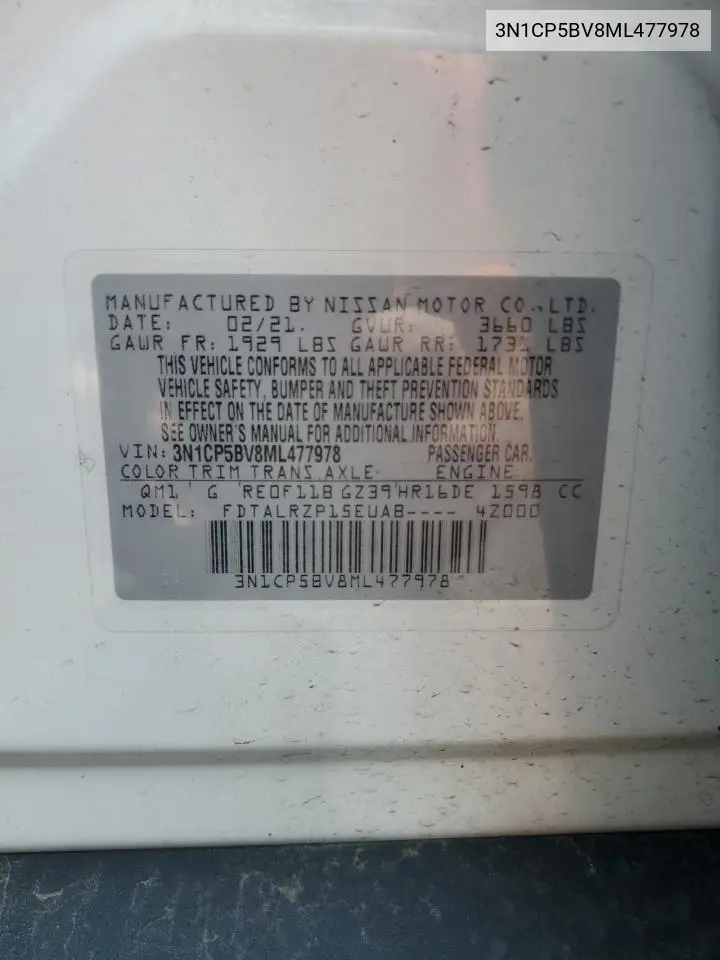 3N1CP5BV8ML477978
MANUFACTURED BY NISSAN MOTOR CO., LTD.
DATE: 02/21. GVWR: 3660 LBS
GAWR FR: 1929 LBS GAWR RR: LBS
THIS VEHICLE CONFORMS TO ALL APPLICABLE FEDERAL MOTOR
VEHICLE SAFETY, BUMPER AND THEFT PREVENTION STANDARDS
IN EFFECT ON THE DATE OF MANUFACTURE SHOWN ABOVE.
SEE OWNER'S MANUAL FOR ADDITIONAL INFORMATION.
VIN: 3N1CP5BV8ML477978 PASSENGER CAR.
COLOR TRIM TRANS AXLE ENGINE
QM1 G RE0F11B GZ39 HR16DE 1598 CC
MODEL: FDTALRZP15EUAB---- 4Z000
3N1CP5BV8ML477978